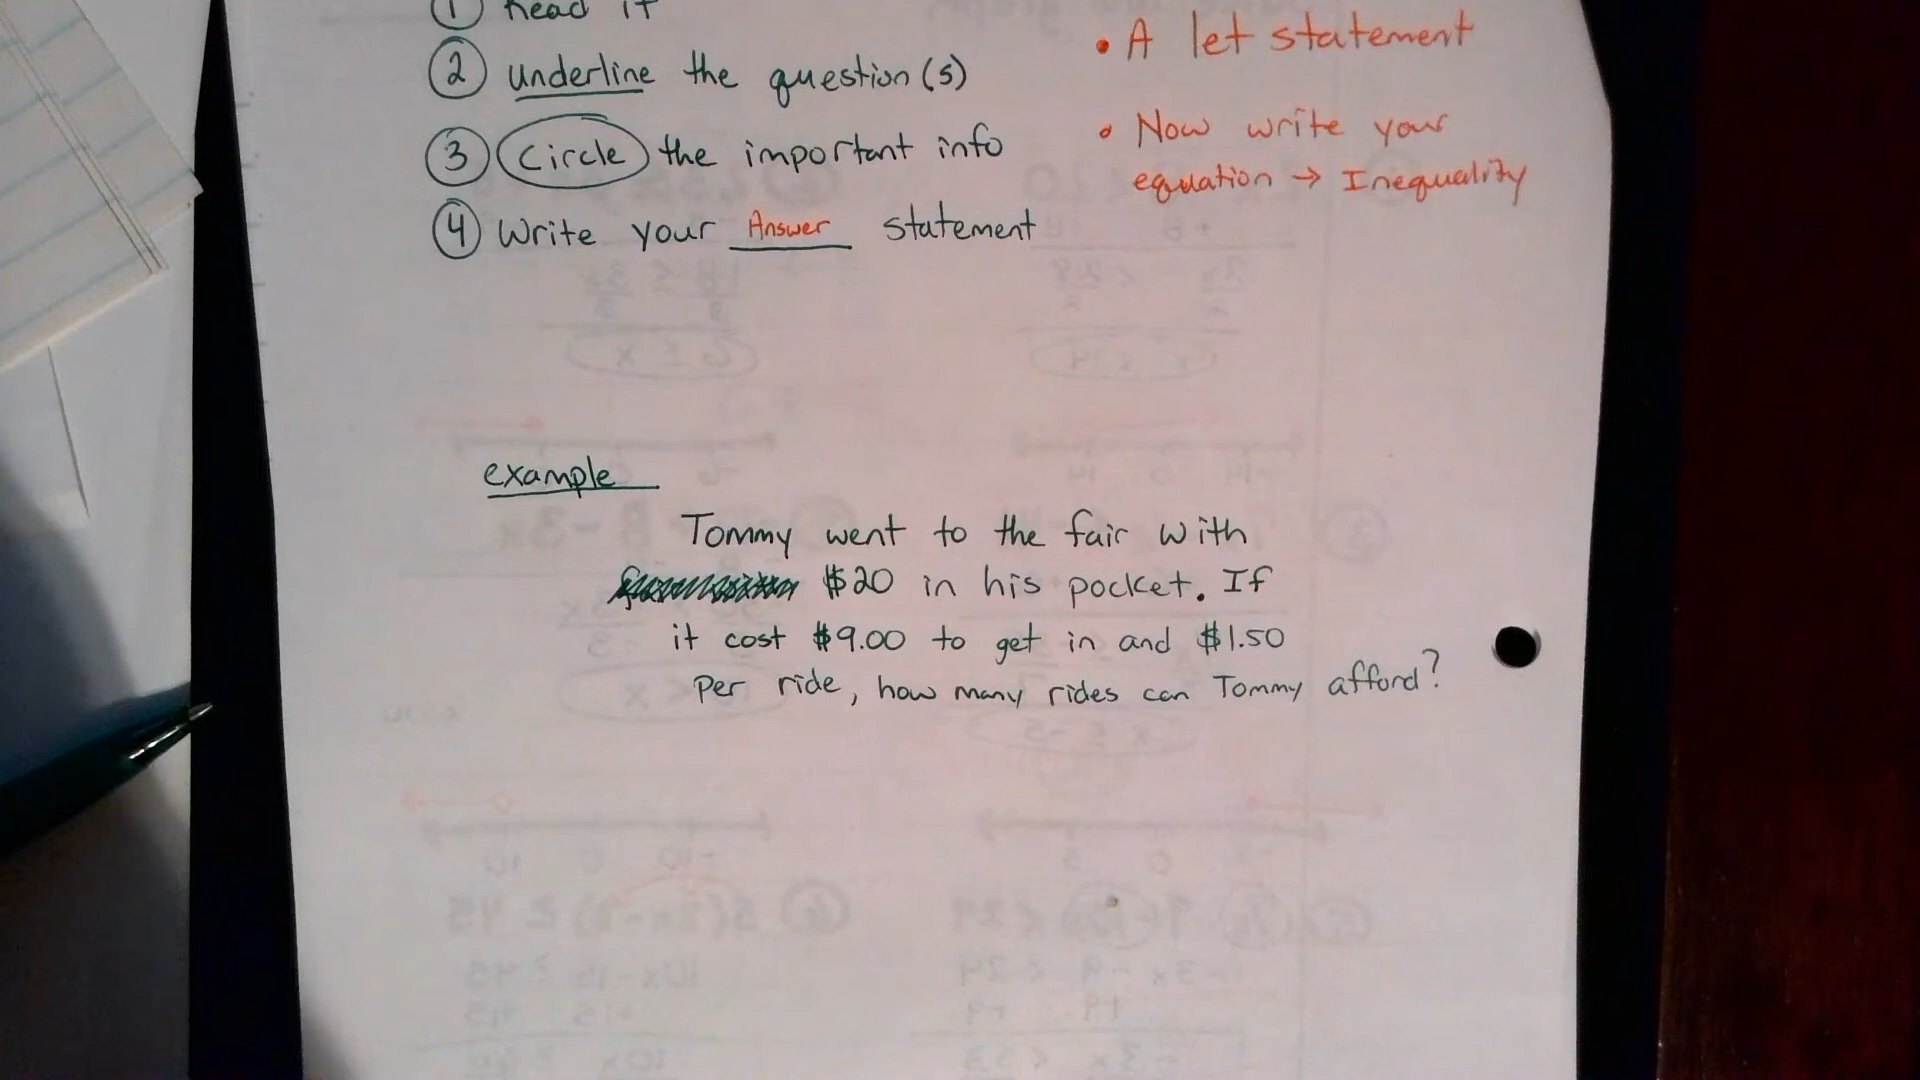 ① Read it
② underline the question(s)
③ Circle the important info
④ Write your Answer statement
• A let statement
• Now write your
equation → Inequality
example
Tommy went to the fair with
$20 in his pocket. If
it cost $9.00 to get in and $1.50
Per ride, how many rides can Tommy afford?